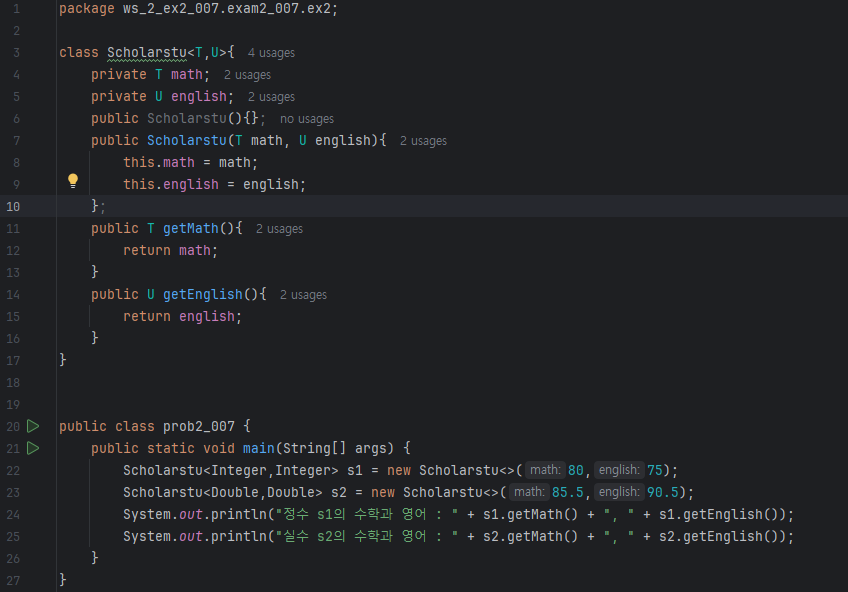 1 package ws_2_ex2_007.exam2_007.ex2;
2
3 class Scholarstu<T,U>{ 4 usages
4 private T math; 2 usages
5 private U english; 2 usages
6 public Scholarstu(){}; no usages
7 public Scholarstu(T math, U english){ 2 usages
8 this.math = math;
9 this.english = english;
10 };
11 public T getMath(){ 2 usages
12 return math;
13 }
14 public U getEnglish(){ 2 usages
15 return english;
16 }
17 }
18
19
20 public class prob2_007 {
21 public static void main(String[] args) {
22 Scholarstu<Integer,Integer> s1 = new Scholarstu<>( math: 80, english: 75);
23 Scholarstu<Double,Double> s2 = new Scholarstu<>( math: 85.5, english: 90.5);
24 System.out.println("정수 s1의 수학과 영어 : " + s1.getMath() + ", " + s1.getEnglish());
25 System.out.println("실수 s2의 수학과 영어 : " + s2.getMath() + ", " + s2.getEnglish());
26 }
27 }